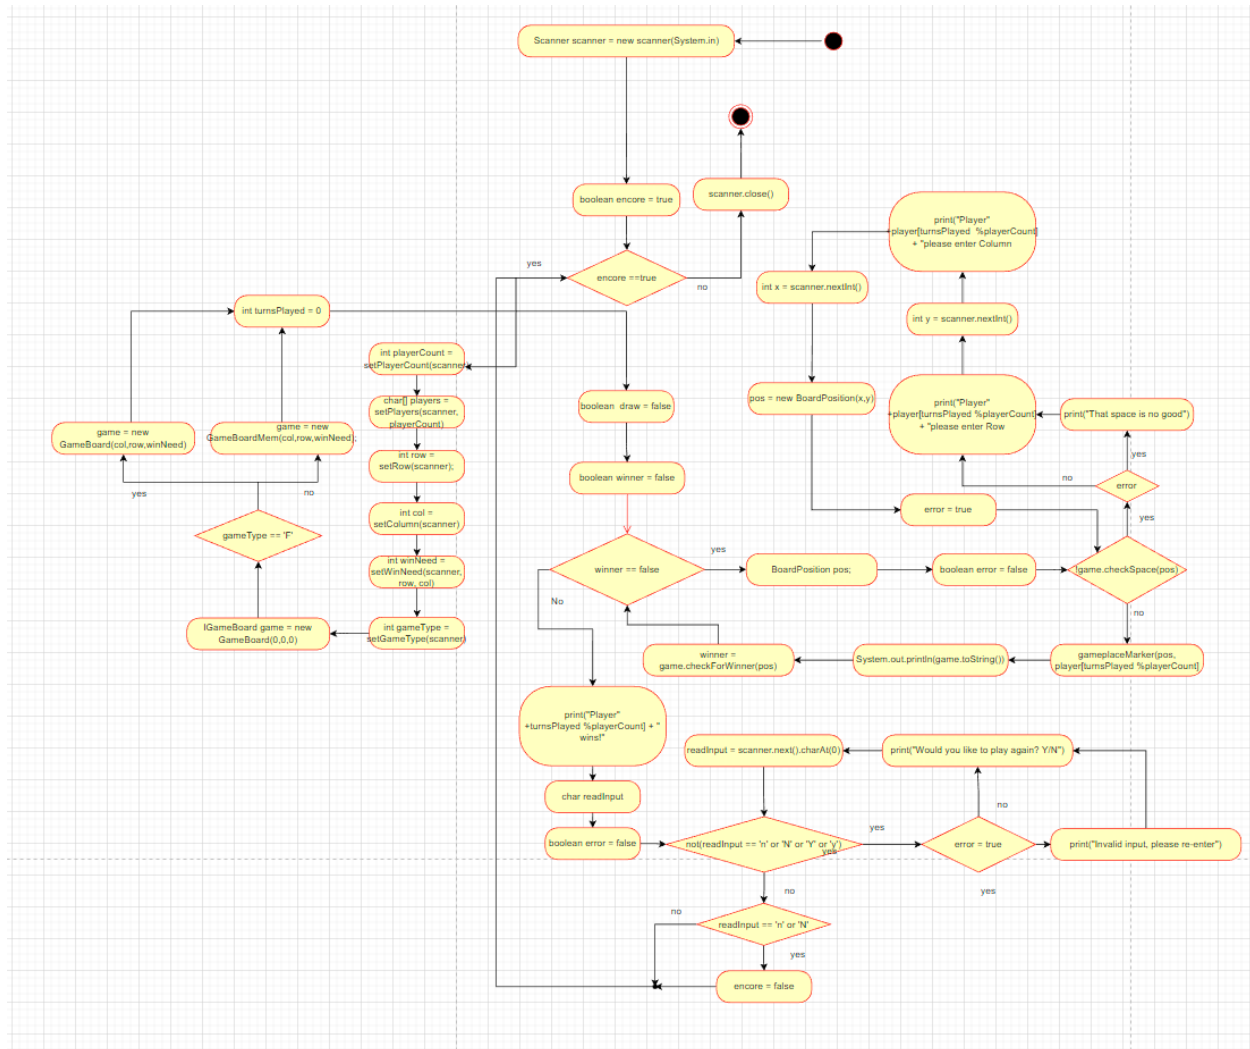 Scanner scanner = new scanner(System.in)
boolean encore = true
scanner.close()
encore ==true
yes
no
int turnsPlayed = 0
int playerCount =
setPlayerCount(scanner);
char[] players =
setPlayers(scanner,
playerCount)
int row =
setRow(scanner);
int col =
setColumn(scanner)
int winNeed =
setWinNeed(scanner,
row, col)
int gameType =
setGameType(scanner)
IGameBoard game = new
GameBoard(0,0,0)
gameType == 'F'
yes
no
game = new
GameBoard(col,row,winNeed)
game = new
GameBoardMem(col,row,winNeed);
boolean  draw = false
boolean winner = false
winner == false
yes
No
BoardPosition pos;
boolean error = false
!game.checkSpace(pos)
yes
no
error
yes
no
print("That space is no good")
print("Player"
+player[turnsPlayed %playerCount]
+ "please enter Row
int y = scanner.nextInt()
print("Player"
+player[turnsPlayed  %playerCount]
+ "please enter Column
int x = scanner.nextInt()
pos = new BoardPosition(x,y)
error = true
gameplaceMarker(pos,
player[turnsPlayed %playerCount]
System.out.println(game.toString())
winner =
game.checkForWinner(pos)
print("Player"
+turnsPlayed %playerCount] + "
wins!"
char readInput
boolean error = false
not(readInput == 'n' or 'N' or 'Y' or 'y')
yes
yes
no
error = true
no
yes
print("Invalid input, please re-enter")
print("Would you like to play again? Y/N")
readInput = scanner.next().charAt(0)
readInput == 'n' or 'N'
no
yes
encore = false